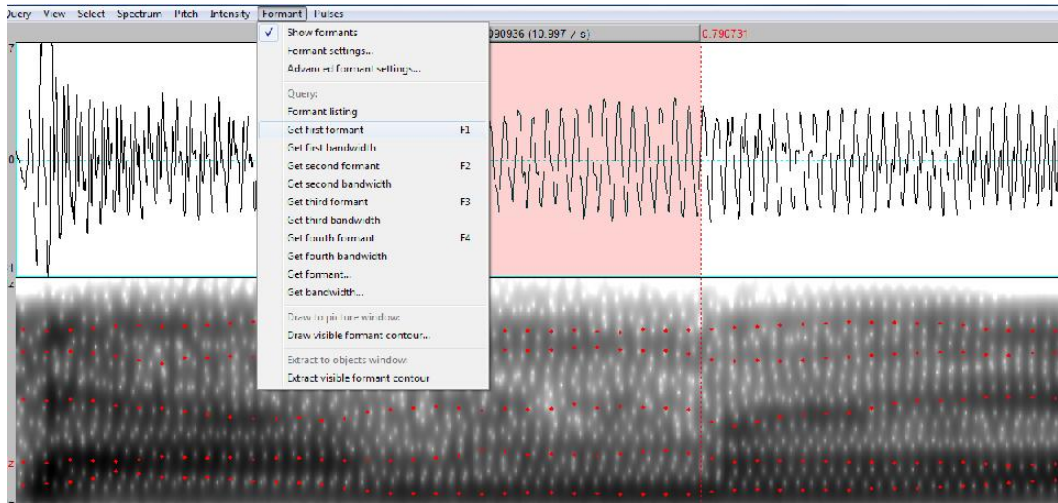 Query View Select Spectrum Pitch Intensity Formant Pulses
Show formants
Formant settings...
Advanced formant settings...
090936 (10.997 / s)
0.790731
Query:
Formant listing
Get first formant F1
Get first bandwidth
Get second formant F2
Get second bandwidth
Get third formant F3
Get third bandwidth
Get fourth formant F4
Get fourth bandwidth
Get formant...
Get bandwidth...
Draw to picture window:
Draw visible formant contour...
Extract to objects window:
Extract visible formant contour
7
0
1
z
z